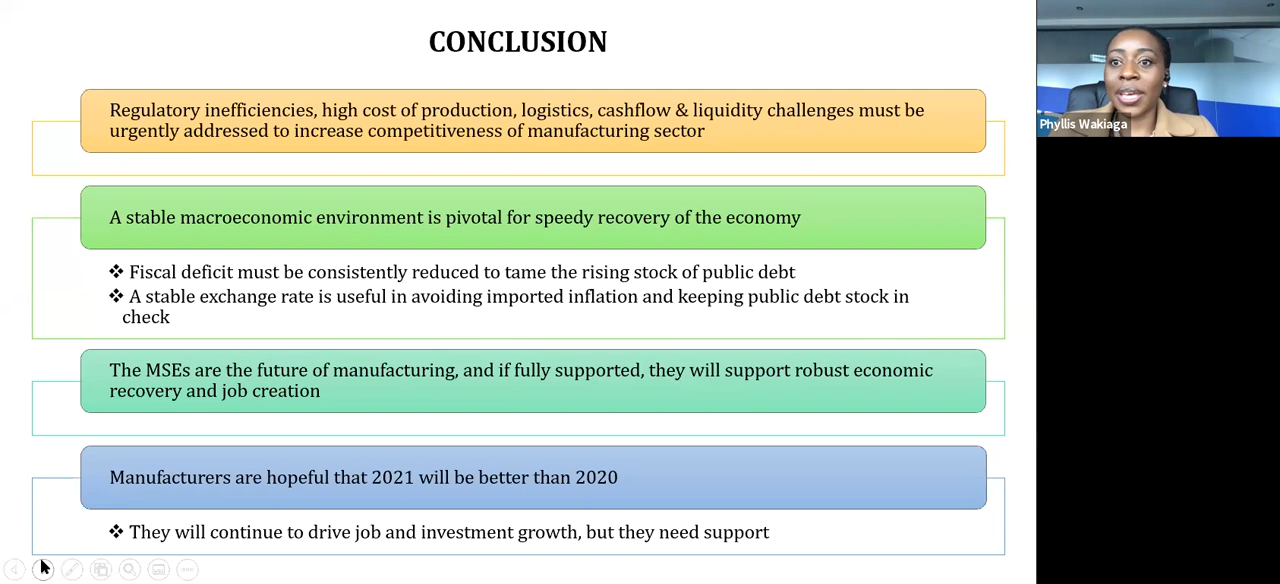 CONCLUSION
Regulatory inefficiencies, high cost of production, logistics, cashflow & liquidity challenges must be
urgently addressed to increase competitiveness of manufacturing sector
A stable macroeconomic environment is pivotal for speedy recovery of the economy
❖ Fiscal deficit must be consistently reduced to tame the rising stock of public debt
❖ A stable exchange rate is useful in avoiding imported inflation and keeping public debt stock in
check
The MSEs are the future of manufacturing, and if fully supported, they will support robust economic
recovery and job creation
Manufacturers are hopeful that 2021 will be better than 2020
❖ They will continue to drive job and investment growth, but they need support
Phyllis Wakiaga